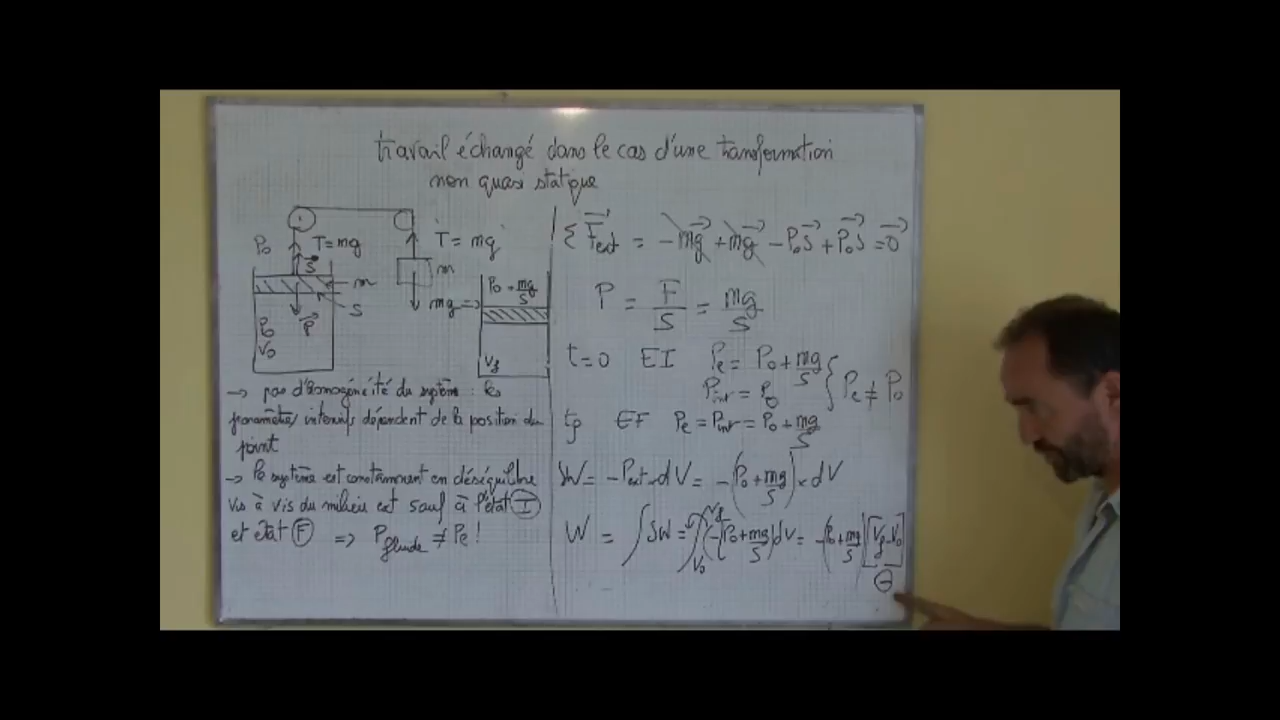 travail échangé dans le cas d'une transformation
non quasi statique
P₀ T = mg
S⃗
m
S
P⃗
P₀
V₀
T = mg
m
mg =>
P₀ + mg/S
V_f
→ pas d'homogénéité du système : les
paramètres internes dépendent de la position du
point
→ le système est constamment en déséquilibre
vis à vis du milieu ext sauf à l'état I
et état F => P_fluide ≠ Pe !
Σ F⃗ext = -mg⃗ + mg⃗ - P₀S⃗ + P₀S⃗ = 0⃗
P = F/S = mg/S
t=0 EI Pe = P₀ + mg/S
Pint = P₀ } Pe ≠ P₀
tf EF Pe = Pint = P₀ + mg/S
δW = -Pext × dV = -(P₀ + mg/S) × dV
W = ∫δW = ∫_V₀^Vf -(P₀ + mg/S) dV = -(P₀ + mg/S)[Vf - V₀]
⊖